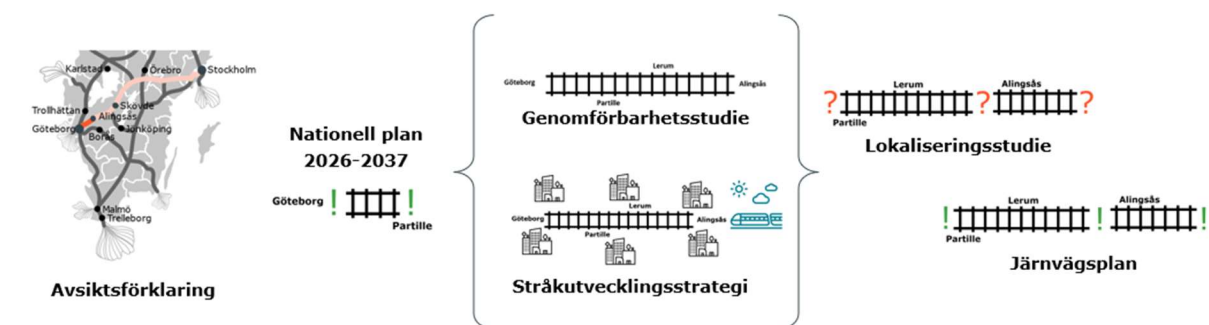 Karlstad
Örebro
Stockholm
Trollhättan
Skövde
Alingsås
Göteborg
Jönköping
Borås
Malmö
Trelleborg
Avsiktsförklaring
Nationell plan
2026-2037
Göteborg ! !
Partille
Lerum
Göteborg Alingsås
Partille
Genomförbarhetsstudie
Lerum
Göteborg Alingsås
Partille
Stråkutvecklingsstrategi
Lerum Alingsås
? ? ?
Partille
Lokaliseringsstudie
Lerum Alingsås
! ! !
Partille
Järnvägsplan